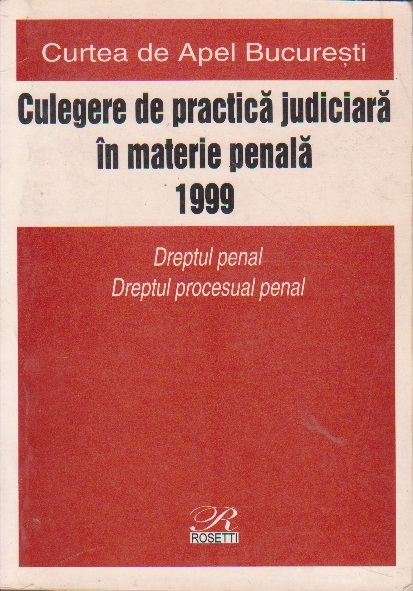 Curtea de Apel București
Culegere de practică judiciară
în materie penală
1999
Dreptul penal
Dreptul procesual penal
R
ROSETTI